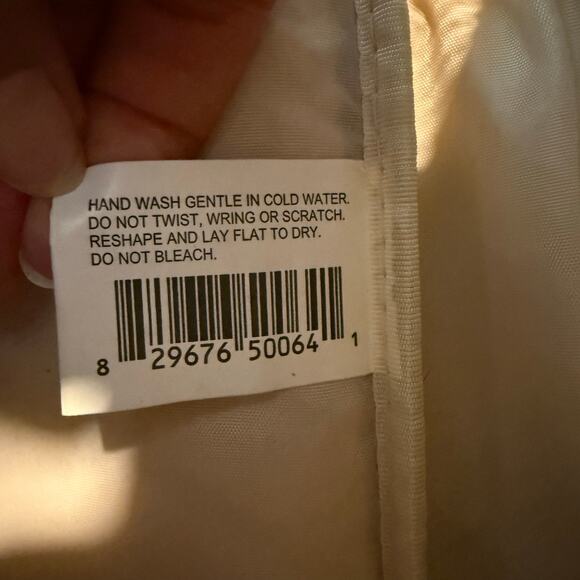 HAND WASH GENTLE IN COLD WATER.
DO NOT TWIST, WRING OR SCRATCH.
RESHAPE AND LAY FLAT TO DRY.
DO NOT BLEACH.
8 29676 50064 1